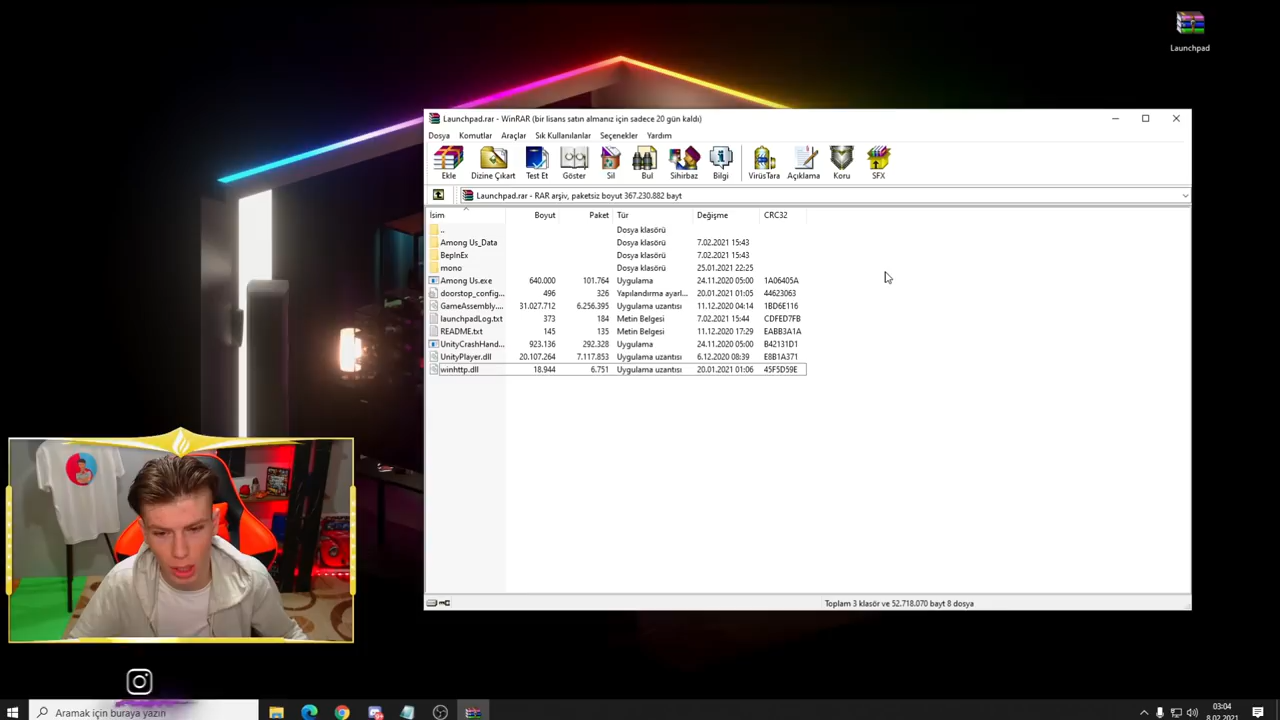 Launchpad
Launchpad.rar - WinRAR (bir lisans satın almanız için sadece 20 gün kaldı)
Dosya Komutlar Araçlar Sık Kullanılanlar Seçenekler Yardım
Ekle Dizine Çıkart Test Et Göster Sil Bul Sihirbaz Bilgi VirüsTara Açıklama Koru SFX
Launchpad.rar - RAR arşiv, paketsiz boyut 367.230.882 bayt
İsim Boyut Paket Tür Değişme CRC32
.. Dosya klasörü
Among Us_Data Dosya klasörü 7.02.2021 15:43
BepInEx Dosya klasörü 7.02.2021 15:43
mono Dosya klasörü 25.01.2021 22:25
Among Us.exe 640.000 101.764 Uygulama 24.11.2020 05:00 1A06405A
doorstop_config... 496 326 Yapılandırma ayarl... 20.01.2021 01:05 44623063
GameAssembly.... 31.027.712 6.256.395 Uygulama uzantısı 11.12.2020 04:14 1BD6E116
launchpadLog.txt 373 184 Metin Belgesi 7.02.2021 15:44 CDFED7FB
README.txt 145 135 Metin Belgesi 11.12.2020 17:29 EABB3A1A
UnityCrashHand... 923.136 292.328 Uygulama 24.11.2020 05:00 B42131D1
UnityPlayer.dll 20.107.264 7.117.853 Uygulama uzantısı 6.12.2020 08:39 E8B1A371
winhttp.dll 18.944 6.751 Uygulama uzantısı 20.01.2021 01:06 45F5D59E
Toplam 3 klasör ve 52.718.070 bayt 8 dosya
Aramak için buraya yazın
03:04
8.02.2021